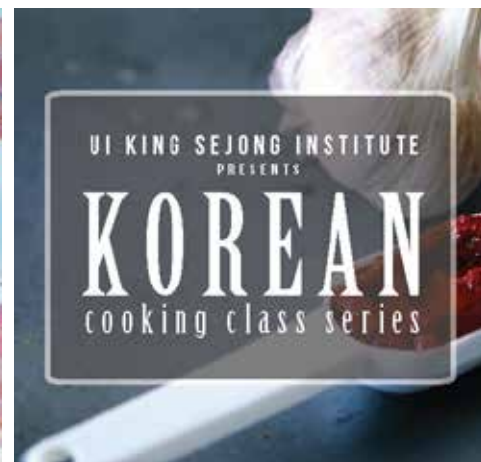 UI KING SEJONG INSTITUTE
PRESENTS
KOREAN
cooking class series